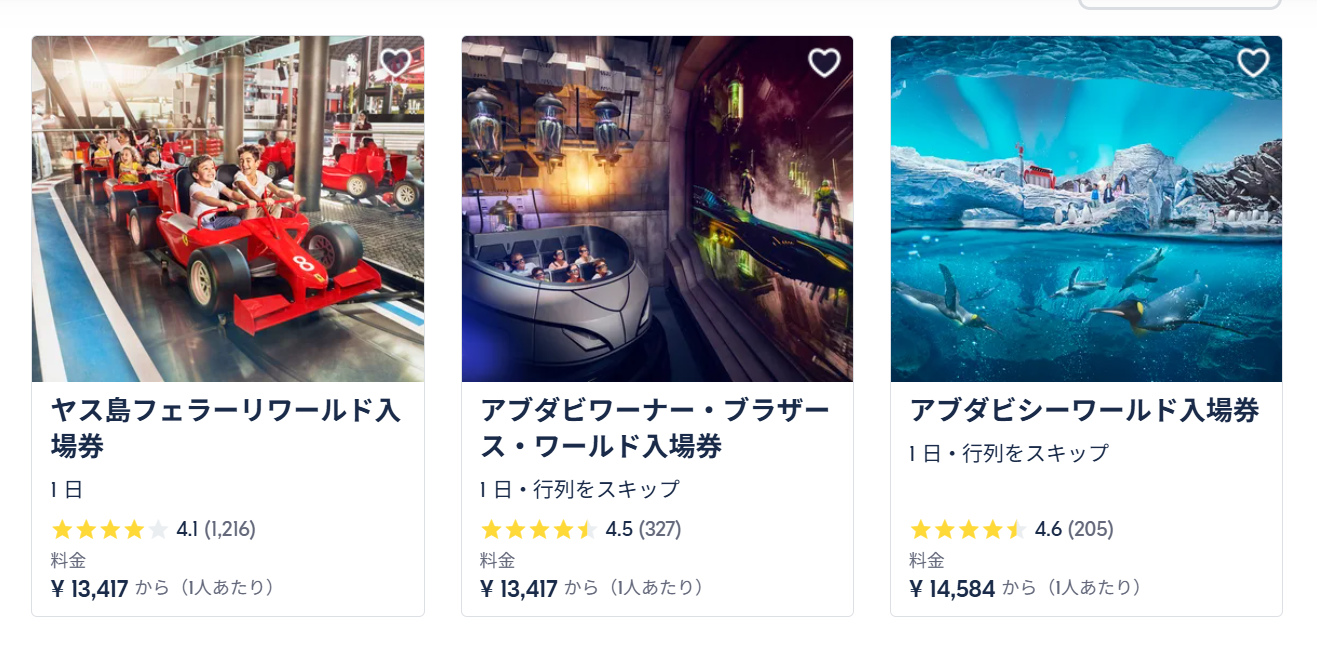 ヤス島フェラーリワールド入
場券
1 日
4.1 (1,216)
料金
¥ 13,417 から（1人あたり）
アブダビワーナー・ブラザー
ス・ワールド入場券
1 日・行列をスキップ
4.5 (327)
料金
¥ 13,417 から（1人あたり）
アブダビシーワールド入場券
1 日・行列をスキップ
4.6 (205)
料金
¥ 14,584 から（1人あたり）